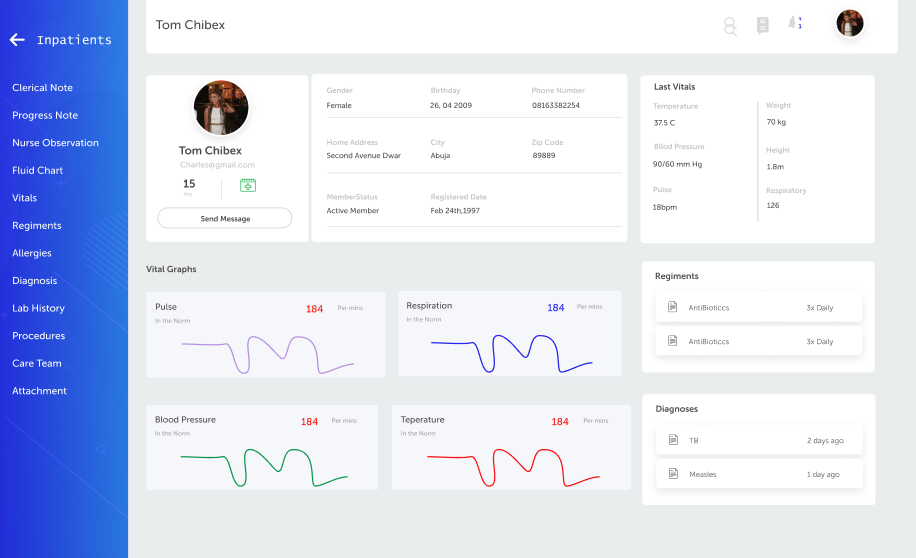 Inpatients
Clerical Note
Progress Note
Nurse Observation
Fluid Chart
Vitals
Regiments
Allergies
Diagnosis
Lab History
Procedures
Care Team
Attachment
Tom Chibex
3
3
Tom Chibex
Charles@gmail.com
15
Yrs
Send Message
Gender Birthday Phone Number
Female 26, 04 2009 08163382254
Home Address City Zip Code
Second Avenue Dwar Abuja 89889
MemberStatus Registered Date
Active Member Feb 24th,1997
Last Vitals
Temperature Weight
37.5 C 70 kg
Bllod Pressure Height
90/60 mm Hg 1.8m
Pulse Respiratory
18bpm 126
Vital Graphs
Pulse 184 Per mins
In the Norm
Respiration 184 Per mins
In the Norm
Blood Pressure 184 Per mins
In the Norm
Teperature 184 Per mins
In the Norm
Regiments
AntiBioticcs 3x Daily
AntiBioticcs 3x Daily
Diagnoses
TB 2 days ago
Measles 1 day ago